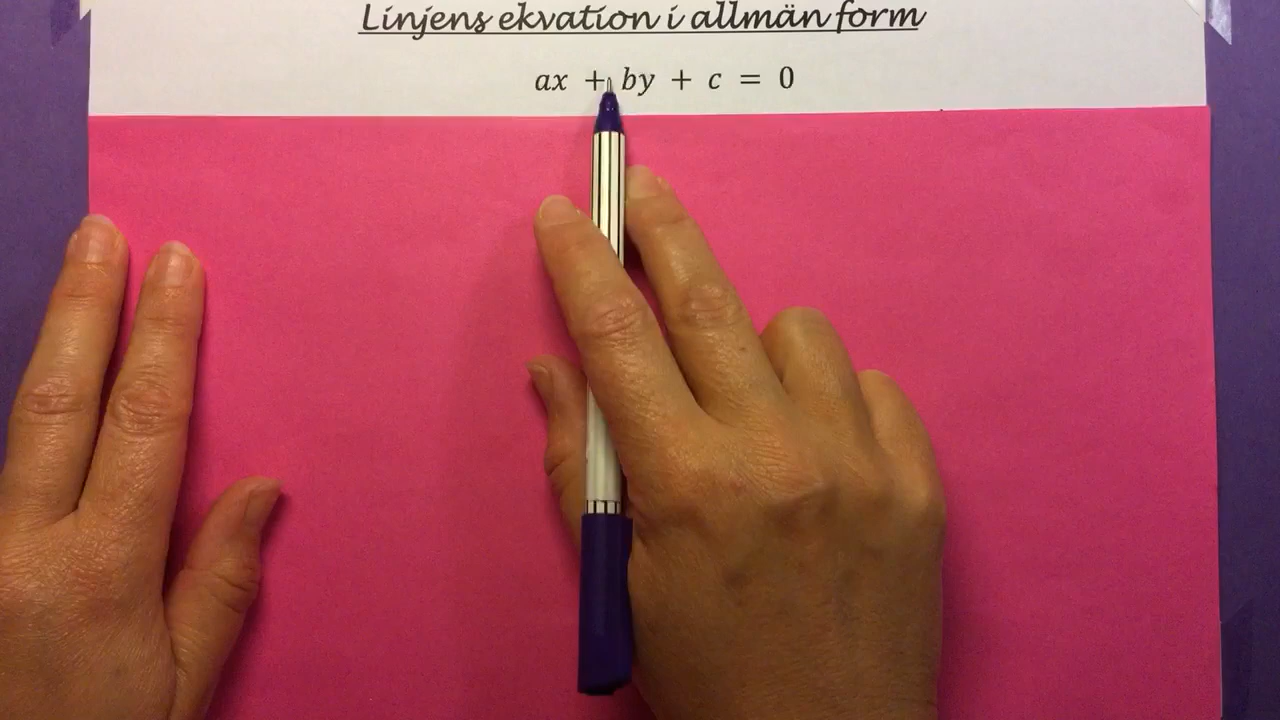 Linjens ekvation i allmän form
ax + by + c = 0